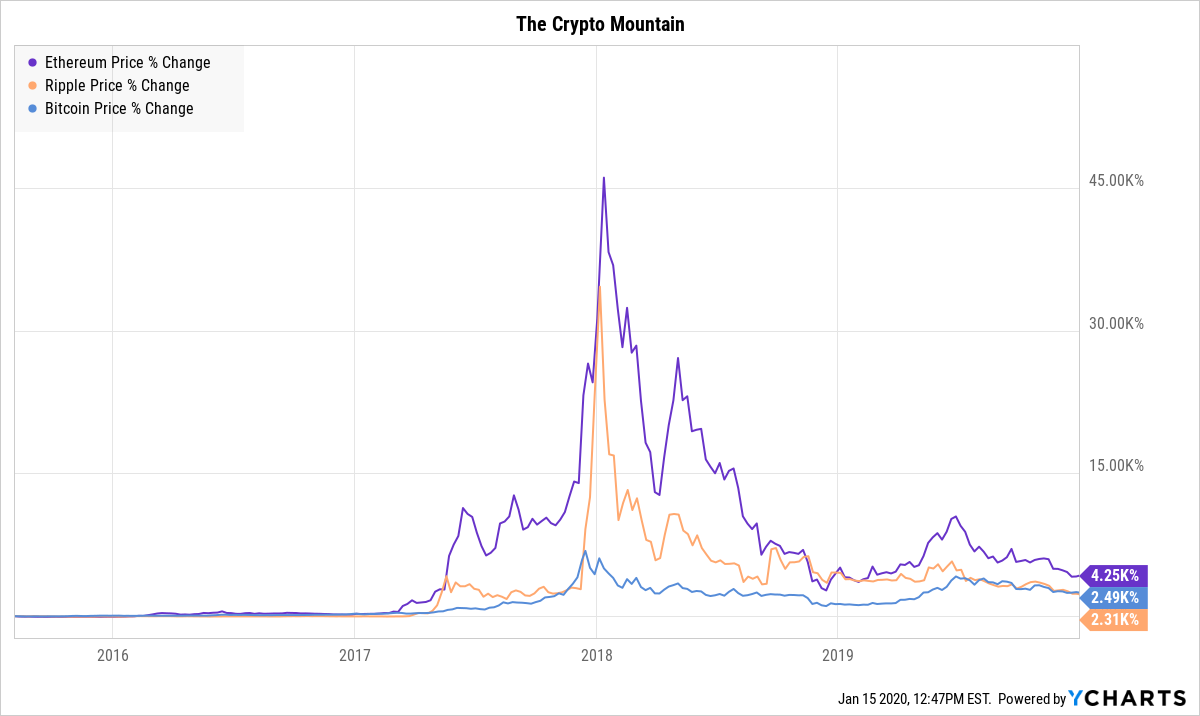 The Crypto Mountain
Ethereum Price % Change
Ripple Price % Change
Bitcoin Price % Change
45.00K%
30.00K%
15.00K%
4.25K%
2.49K%
2.31K%
2016 2017 2018 2019
Jan 15 2020, 12:47PM EST. Powered by YCHARTS